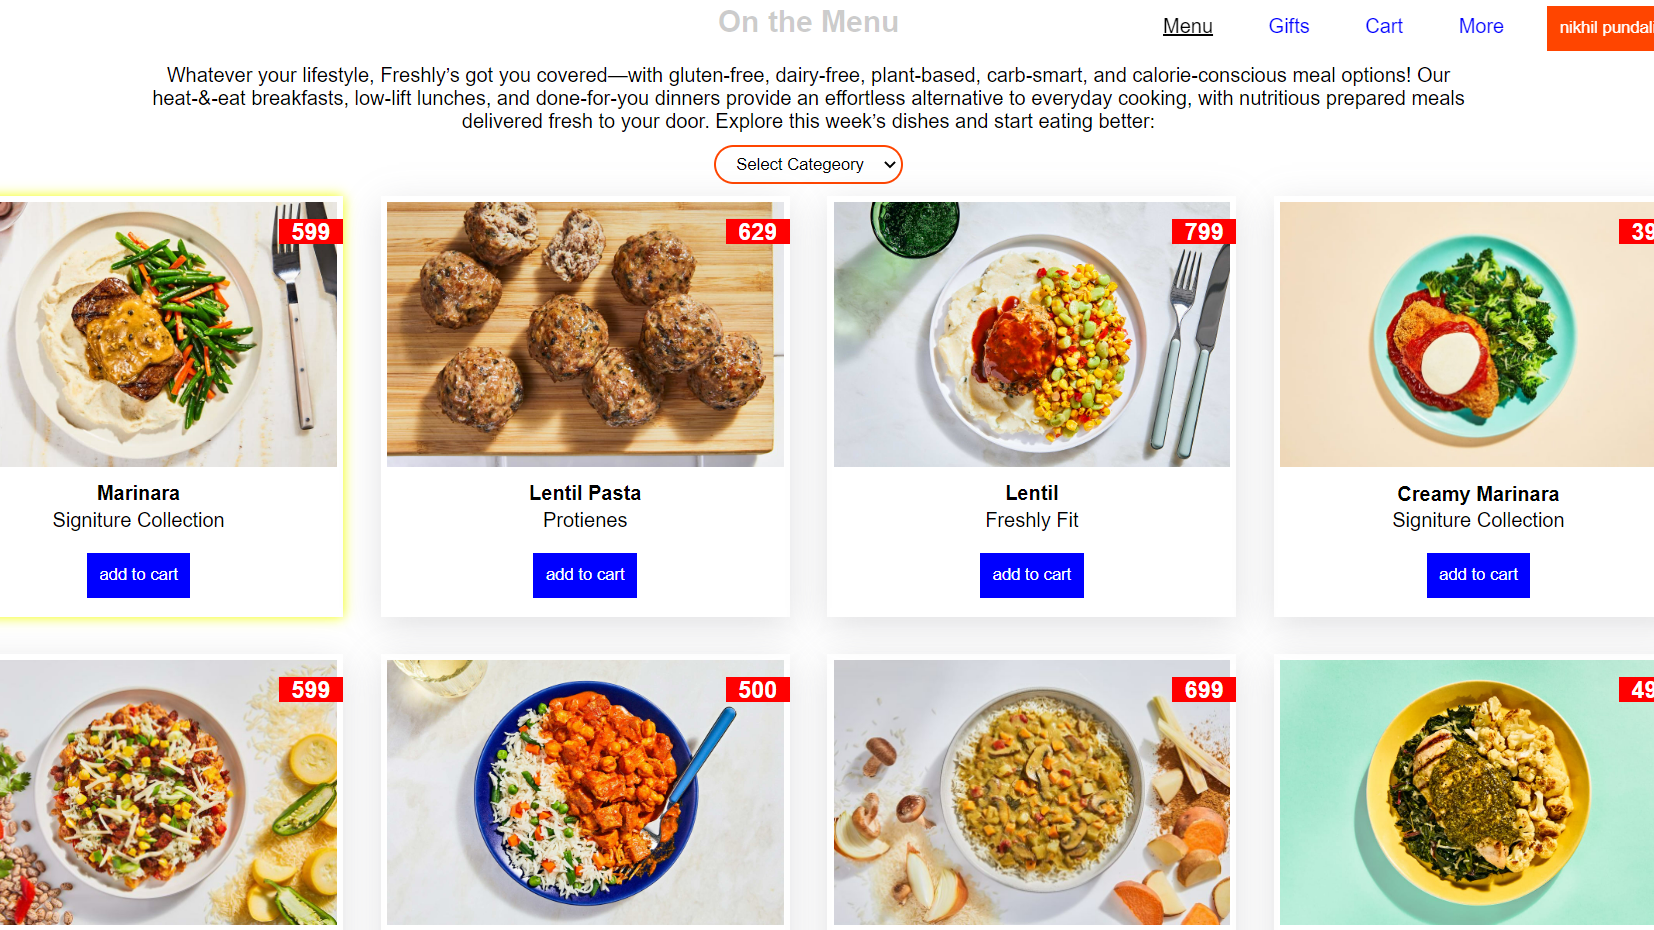 On the Menu
Menu Gifts Cart More nikhil pundali
Whatever your lifestyle, Freshly’s got you covered—with gluten-free, dairy-free, plant-based, carb-smart, and calorie-conscious meal options! Our
heat-&-eat breakfasts, low-lift lunches, and done-for-you dinners provide an effortless alternative to everyday cooking, with nutritious prepared meals
delivered fresh to your door. Explore this week’s dishes and start eating better:
Select Categeory
599
629
799
39
Marinara
Signiture Collection
add to cart
Lentil Pasta
Protienes
add to cart
Lentil
Freshly Fit
add to cart
Creamy Marinara
Signiture Collection
add to cart
599
500
699
49